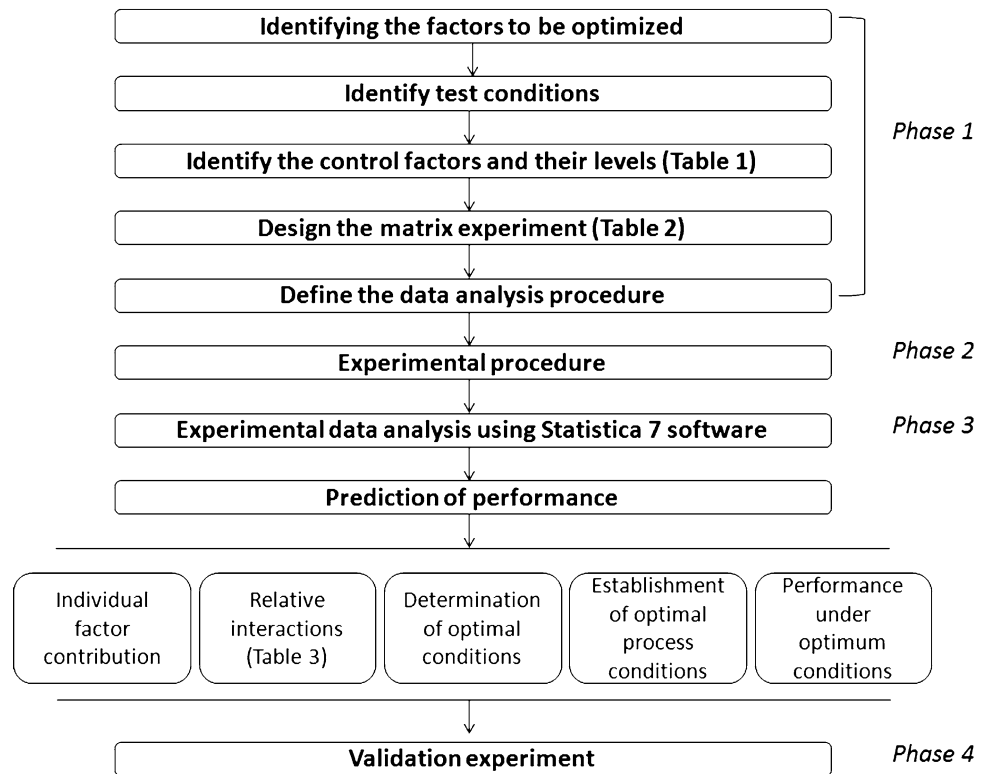 Identifying the factors to be optimized
Identify test conditions
Phase 1
Identify the control factors and their levels (Table 1)
Design the matrix experiment (Table 2)
Define the data analysis procedure
Experimental procedure
Phase 2
Experimental data analysis using Statistica 7 software
Phase 3
Prediction of performance
Individual
factor
contribution
Relative
interactions
(Table 3)
Determination
of optimal
conditions
Establishment
of optimal
process
conditions
Performance
under
optimum
conditions
Validation experiment
Phase 4